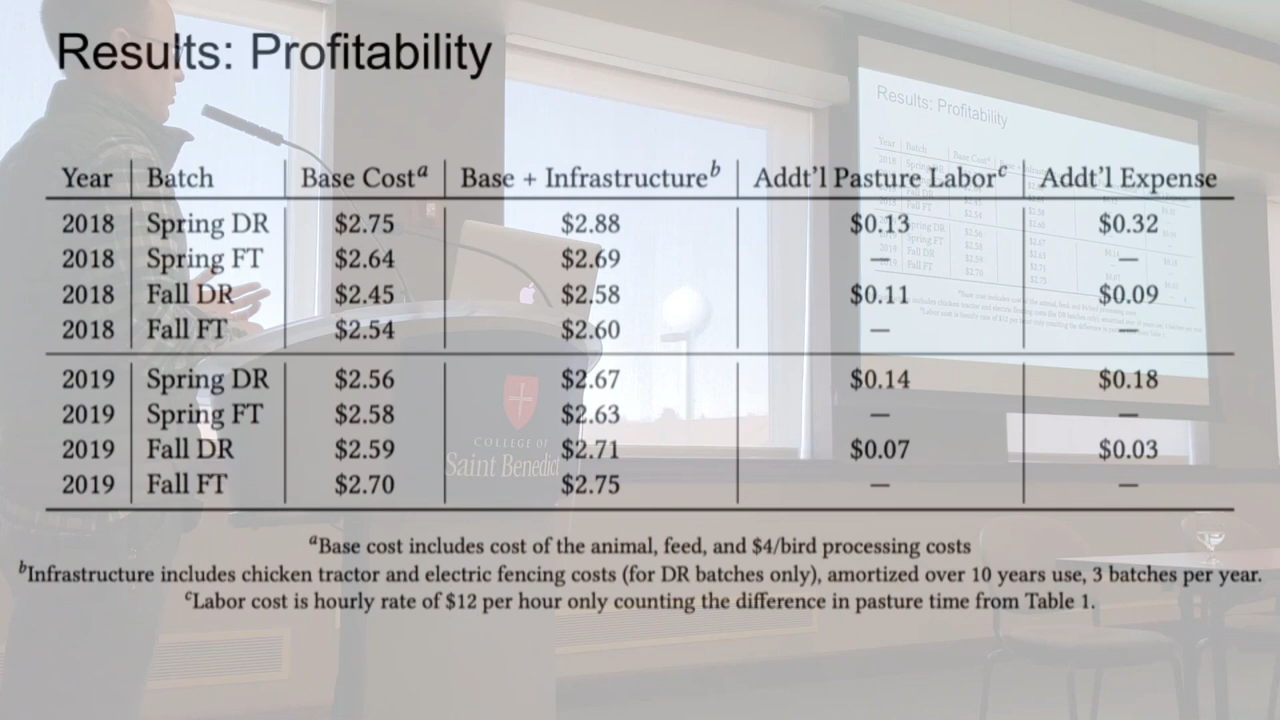 Results: Profitability
Year Batch Base Costᵃ Base + Infrastructureᵇ Addt'l Pasture Laborᶜ Addt'l Expense
2018 Spring DR $2.75 $2.88 $0.13 $0.32
2018 Spring FT $2.64 $2.69 — —
2018 Fall DR $2.45 $2.58 $0.11 $0.09
2018 Fall FT $2.54 $2.60 — —
2019 Spring DR $2.56 $2.67 $0.14 $0.18
2019 Spring FT $2.58 $2.63 — —
2019 Fall DR $2.59 $2.71 $0.07 $0.03
2019 Fall FT $2.70 $2.75 — —
ᵃBase cost includes cost of the animal, feed, and $4/bird processing costs
ᵇInfrastructure includes chicken tractor and electric fencing costs (for DR batches only), amortized over 10 years use, 3 batches per year.
ᶜLabor cost is hourly rate of $12 per hour only counting the difference in pasture time from Table 1.
Results: Profitability
Year Batch Base Cost
COLLEGE OF
Saint Benedict